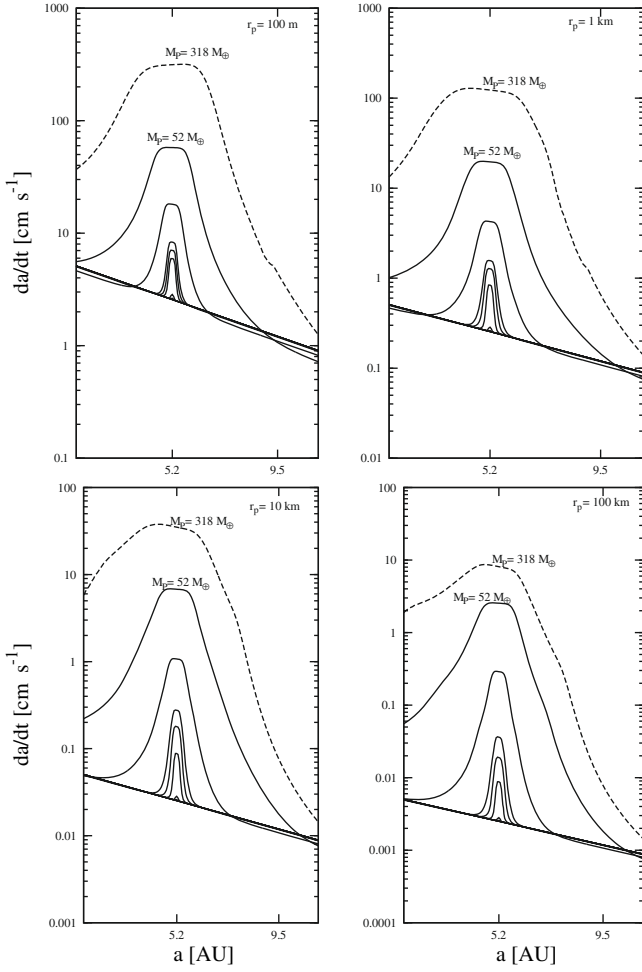 r_p = 100 m
1000
M_P = 318 M_⊕
100
M_P = 52 M_⊕
10
1
0.1
5.2
9.5
da/dt [cm s⁻¹]
r_p = 1 km
1000
M_P = 318 M_⊕
100
M_P = 52 M_⊕
10
1
0.1
0.01
5.2
9.5
r_p = 10 km
100
M_P = 318 M_⊕
10
M_P = 52 M_⊕
1
0.1
0.01
0.001
5.2
9.5
da/dt [cm s⁻¹]
a [AU]
r_p = 100 km
100
M_P = 318 M_⊕
10
M_P = 52 M_⊕
1
0.1
0.01
0.001
0.0001
5.2
9.5
a [AU]